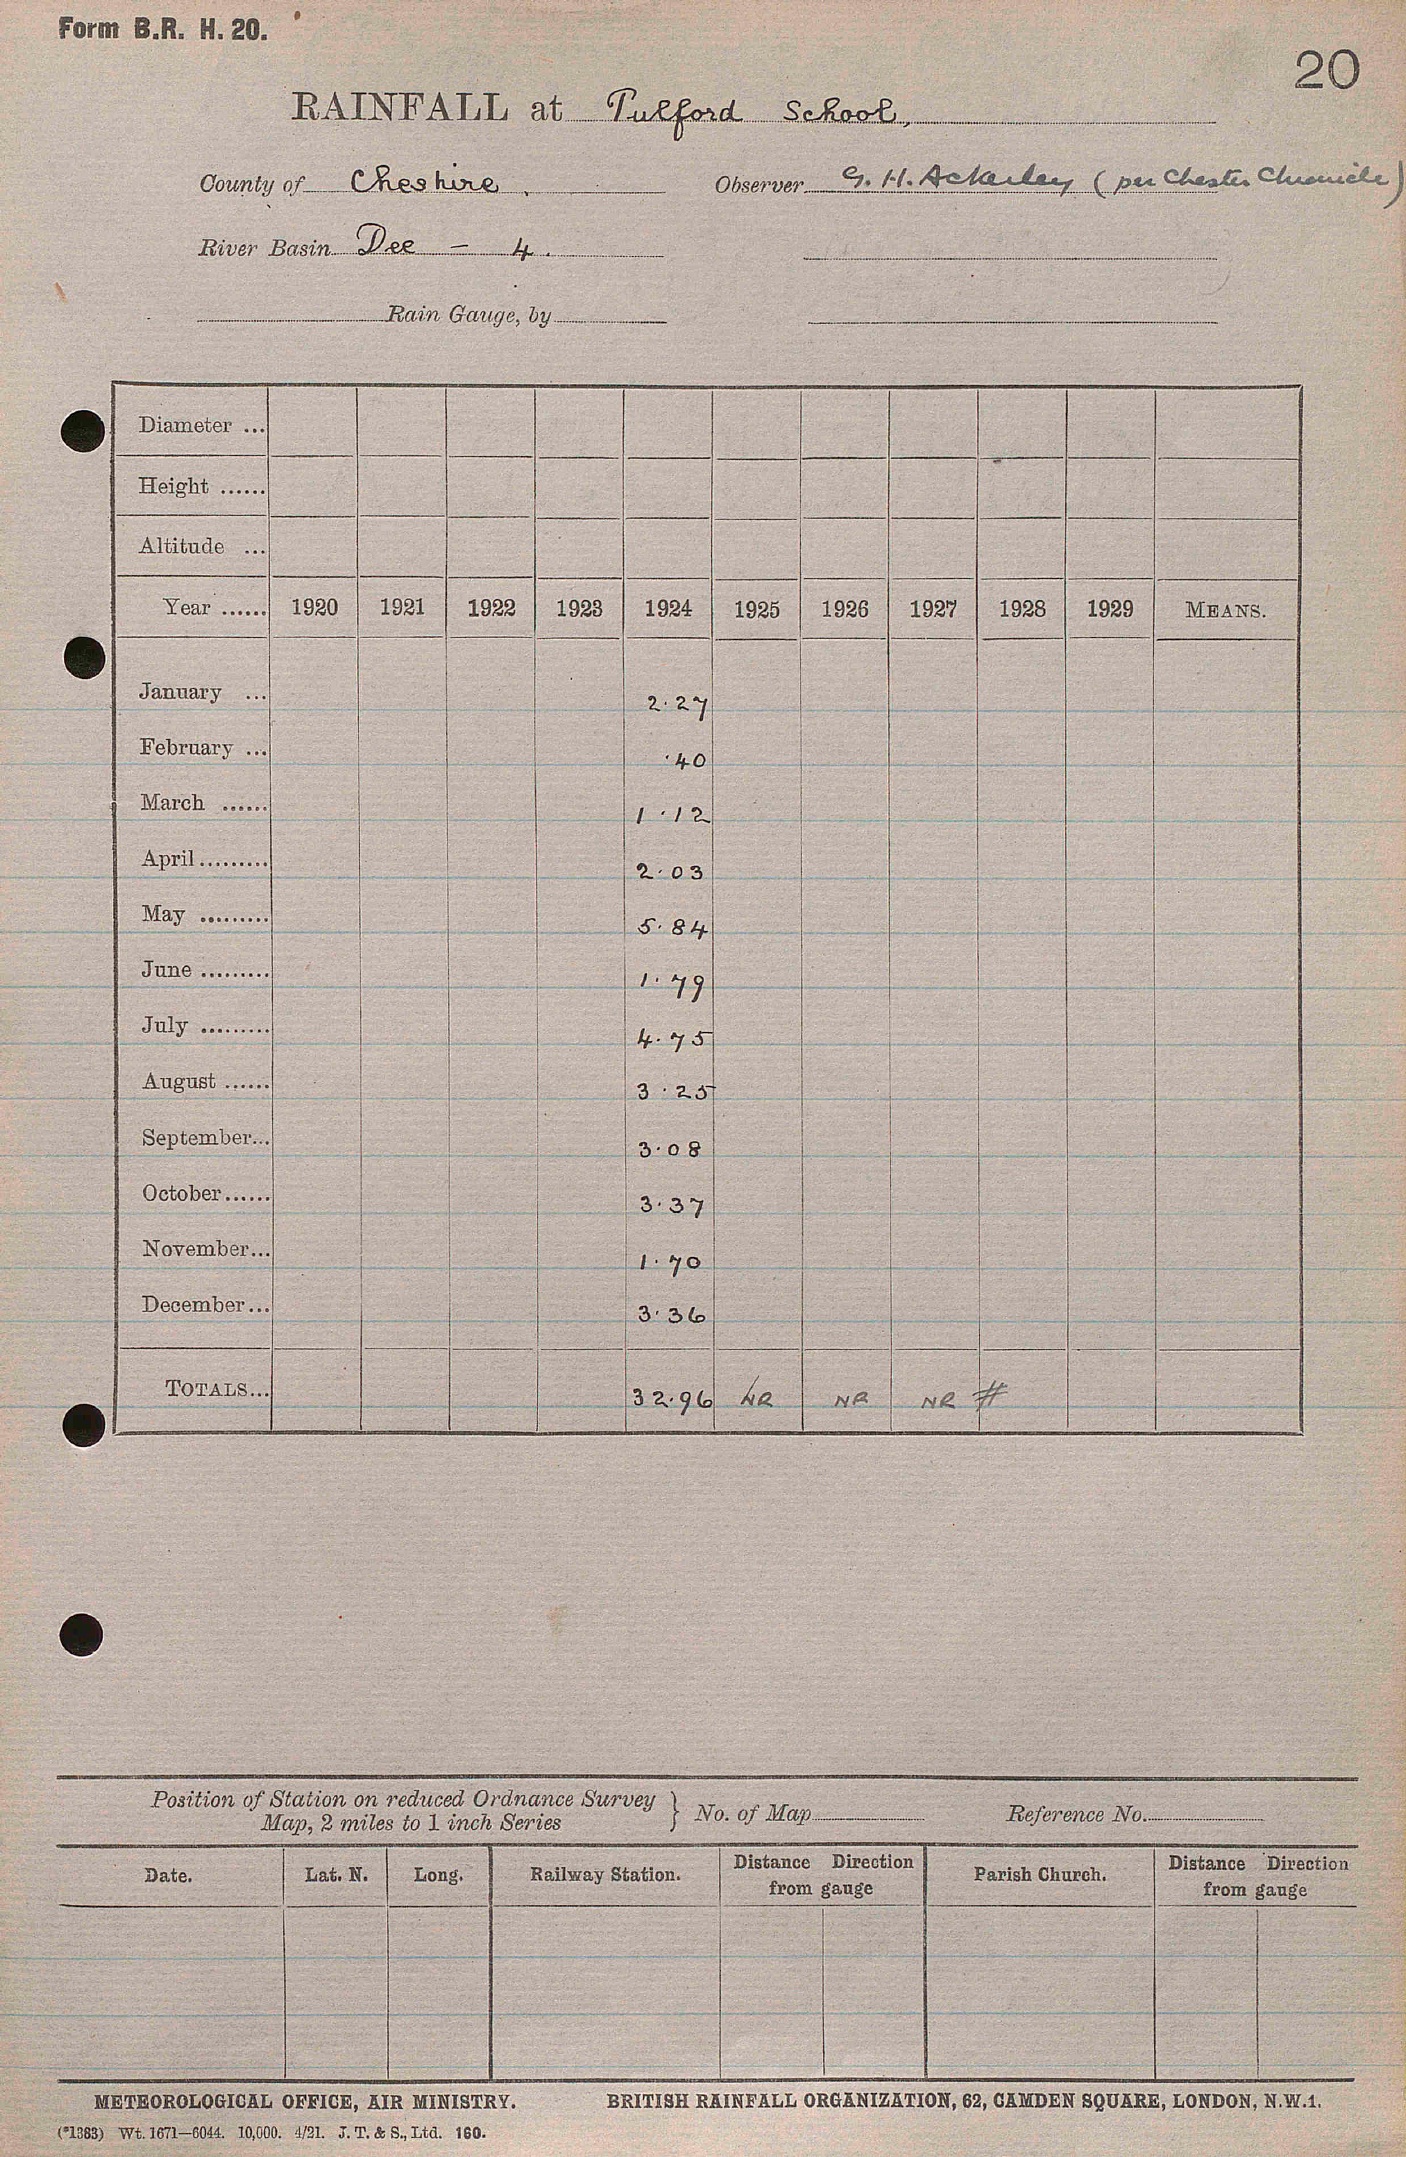 Form B.R. H. 20.
20
RAINFALL at Pulford School,
County of Cheshire. Observer G. H. Ackerley (per Chester Chronicle)
River Basin Dee – 4.
Rain Gauge, by
Diameter ...
Height ......
Altitude ...
Year ...... 1920 1921 1922 1923 1924 1925 1926 1927 1928 1929 MEANS.
January ... 2.27
February ... .40
March ...... 1.12
April ......... 2.03
May ......... 5.84
June ......... 1.79
July ......... 4.75
August ...... 3.25
September... 3.08
October...... 3.37
November... 1.70
December... 3.36
TOTALS... 32.96 NR NR NR #
Position of Station on reduced Ordnance Survey
Map, 2 miles to 1 inch Series } No. of Map Reference No.
Date. Lat. N. Long. Railway Station. Distance Direction from gauge Parish Church. Distance Direction from gauge
METEOROLOGICAL OFFICE, AIR MINISTRY. BRITISH RAINFALL ORGANIZATION, 62, CAMDEN SQUARE, LONDON, N.W.1.
(*1383) Wt. 1671—6044. 10,000. 4/21. J. T. & S., Ltd. 160.